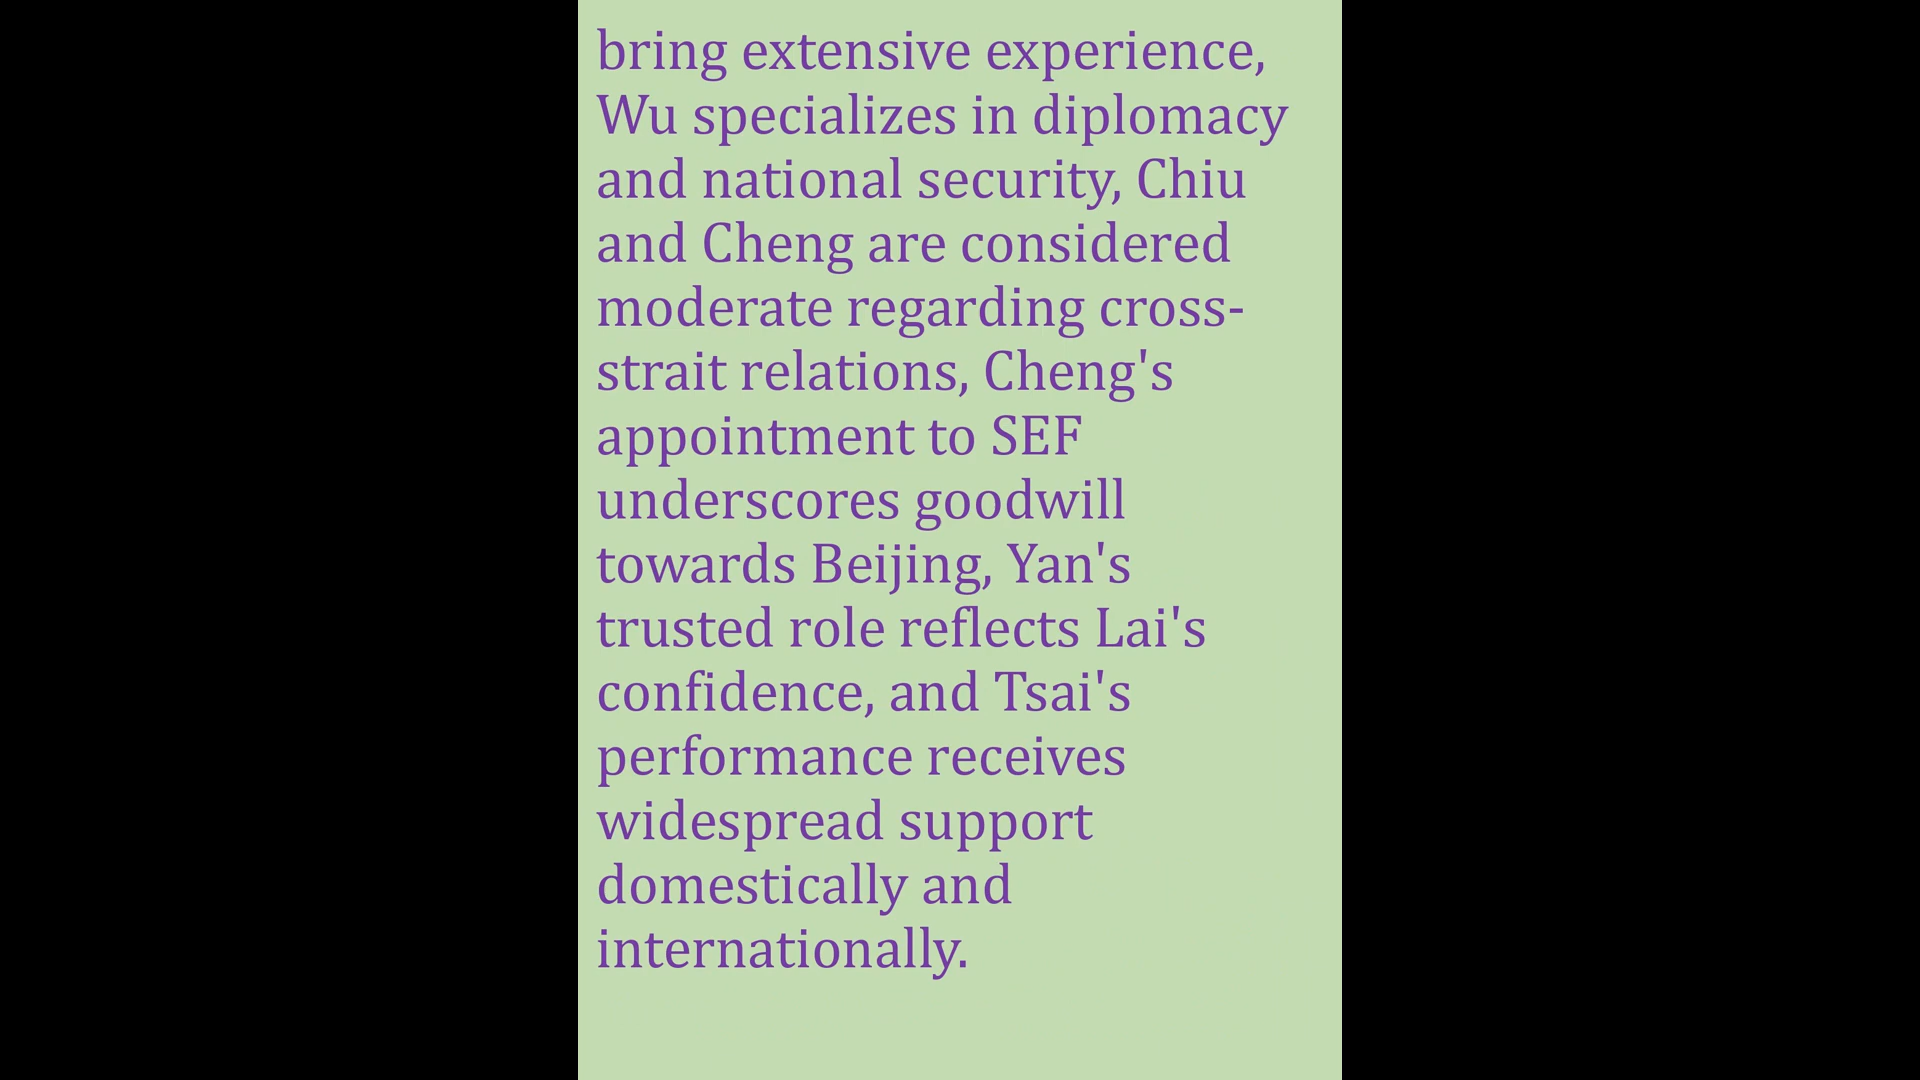 bring extensive experience,
Wu specializes in diplomacy
and national security, Chiu
and Cheng are considered
moderate regarding cross-
strait relations, Cheng's
appointment to SEF
underscores goodwill
towards Beijing, Yan's
trusted role reflects Lai's
confidence, and Tsai's
performance receives
widespread support
domestically and
internationally.